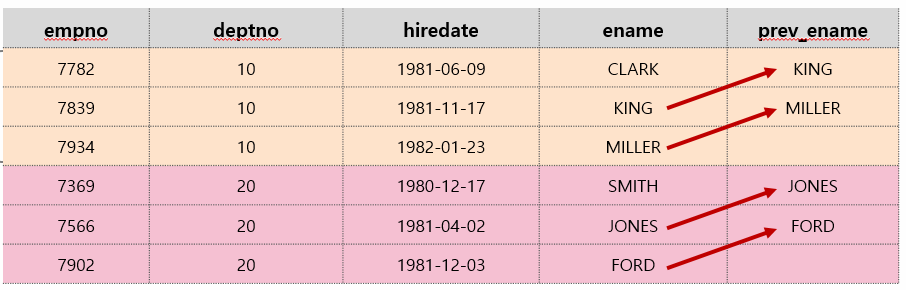 empno deptno hiredate ename prev_ename
7782 10 1981-06-09 CLARK KING
7839 10 1981-11-17 KING MILLER
7934 10 1982-01-23 MILLER
7369 20 1980-12-17 SMITH JONES
7566 20 1981-04-02 JONES FORD
7902 20 1981-12-03 FORD